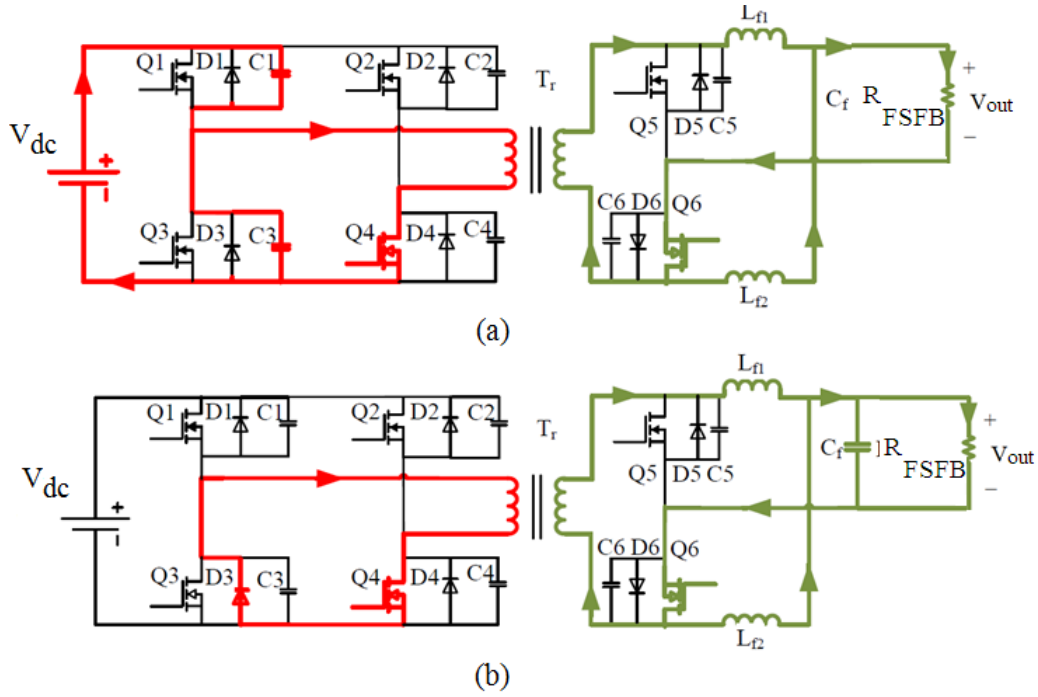 Q1 D1 C1 Q2 D2 C2
Vdc
+
Q3 D3 C3 Q4 D4 C4
Tr
Lf1
Q5 D5 C5
C6 D6 Q6
Lf2
Cf R
FSFB
+
Vout
−
(a)
Q1 D1 C1 Q2 D2 C2
Vdc
+
Q3 D3 C3 Q4 D4 C4
Tr
Lf1
Q5 D5 C5
C6 D6 Q6
Lf2
Cf R
FSFB
+
Vout
−
(b)